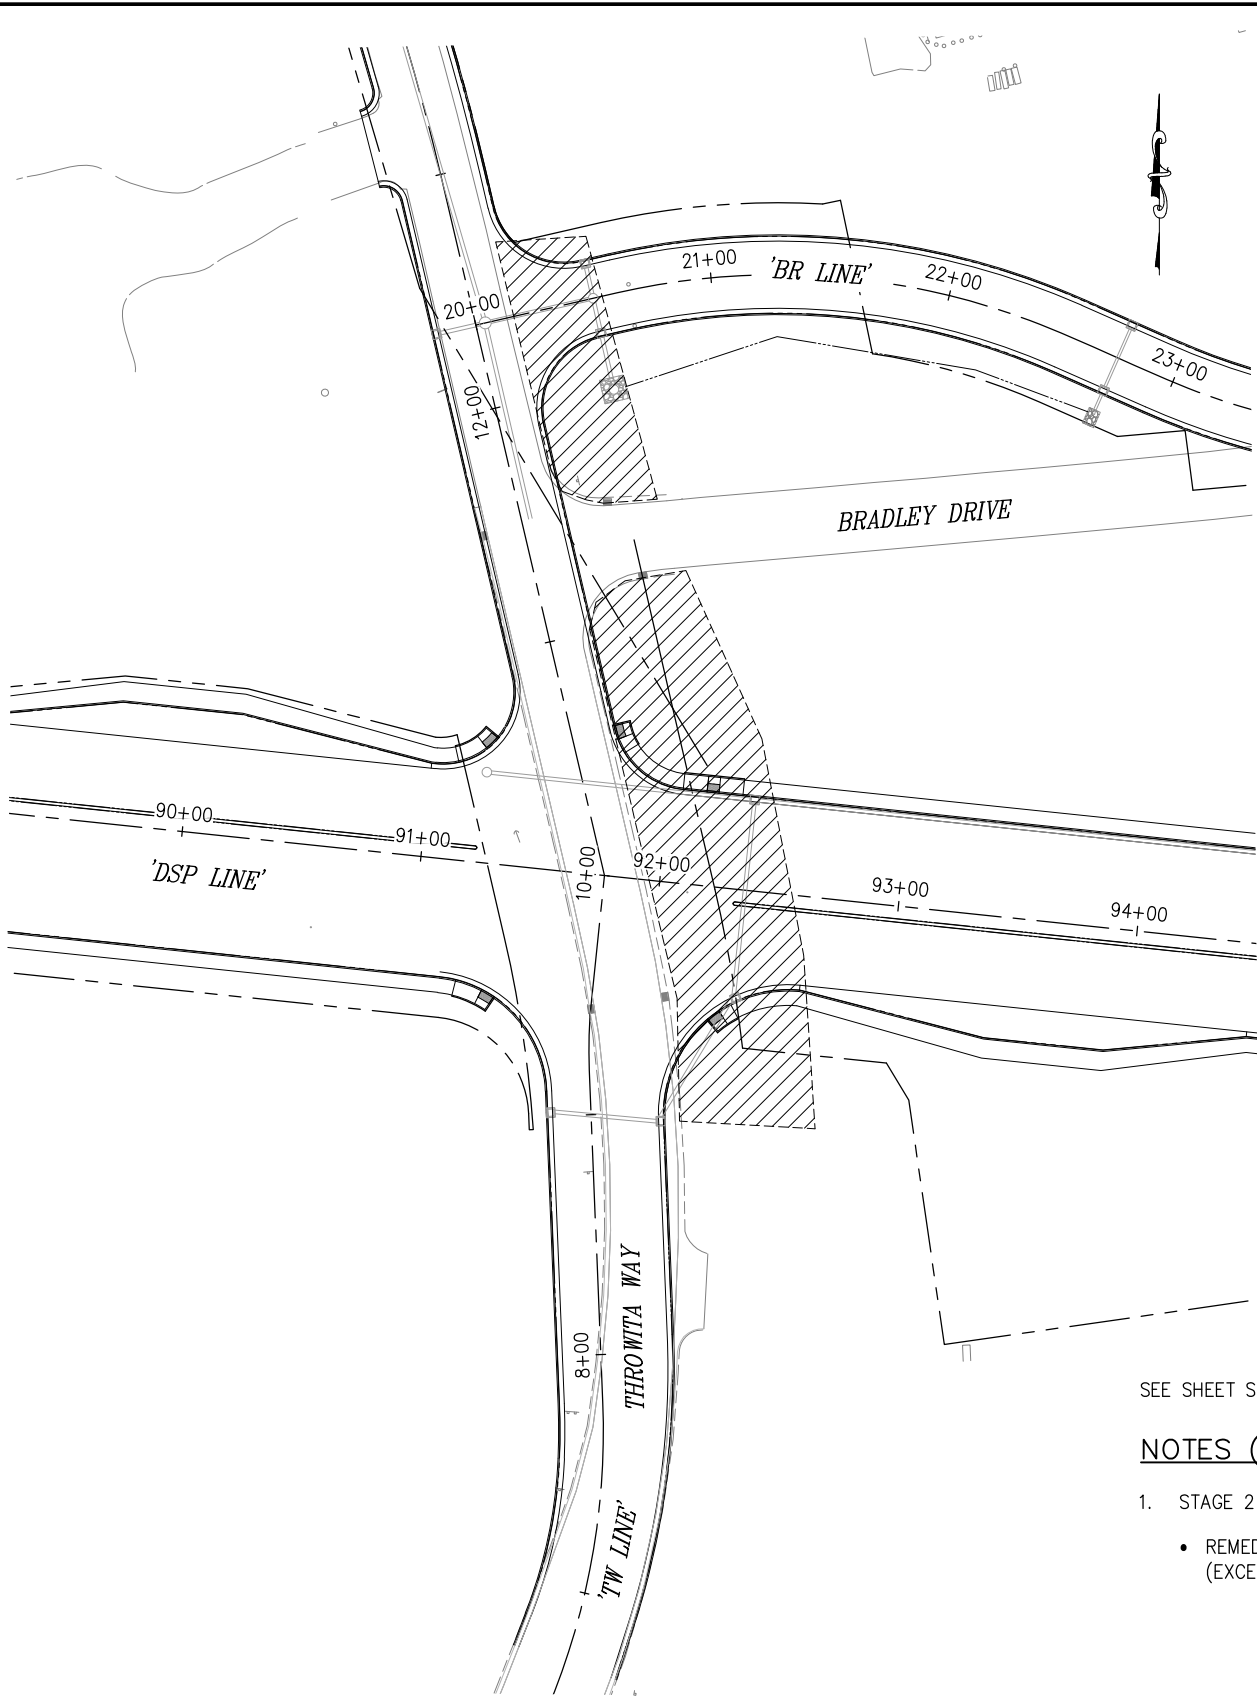 21+00
'BR LINE'
22+00
20+00
23+00
12+00
BRADLEY DRIVE
90+00
91+00
10+00
92+00
'DSP LINE'
93+00
94+00
THROWITA WAY
8+00
'TW LINE'
SEE SHEET S
NOTES (
1. STAGE 2
• REMED
(EXCE